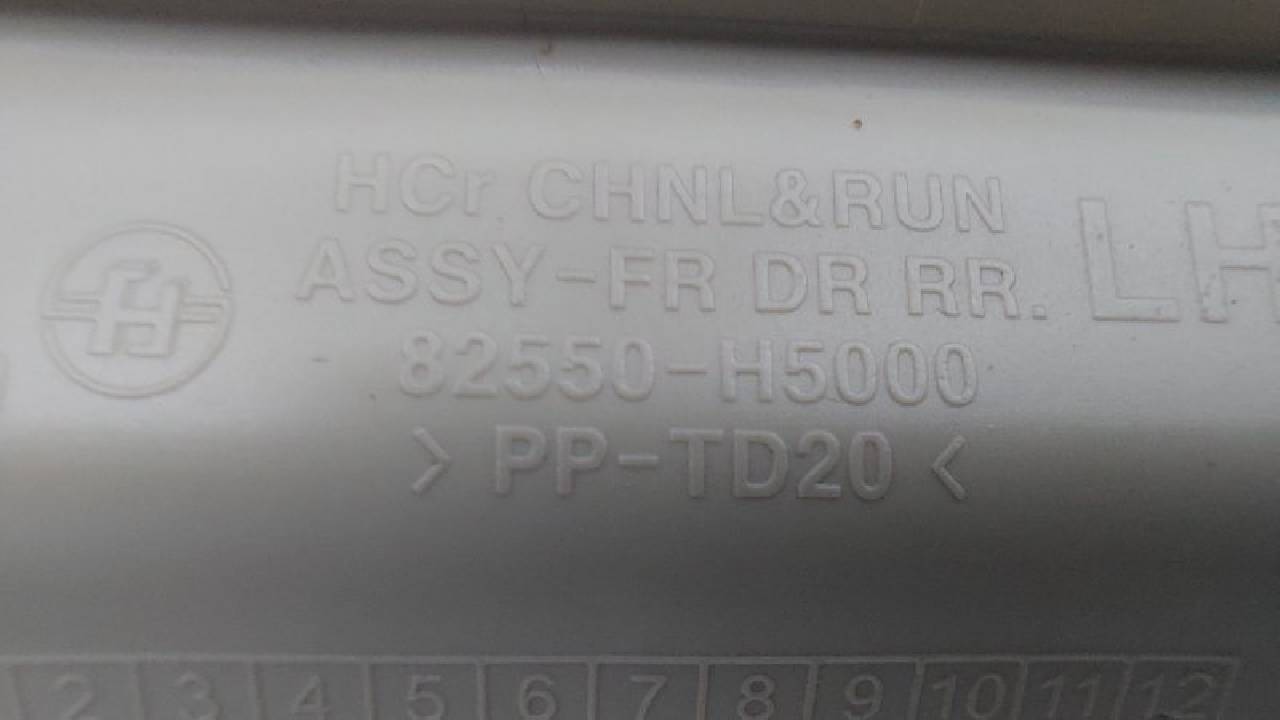 HCr CHNL&RUN
ASSY-FR DR RR. LH
82550-H5000
>PP-TD20<
2 3 4 5 6 7 8 9 10 11 12